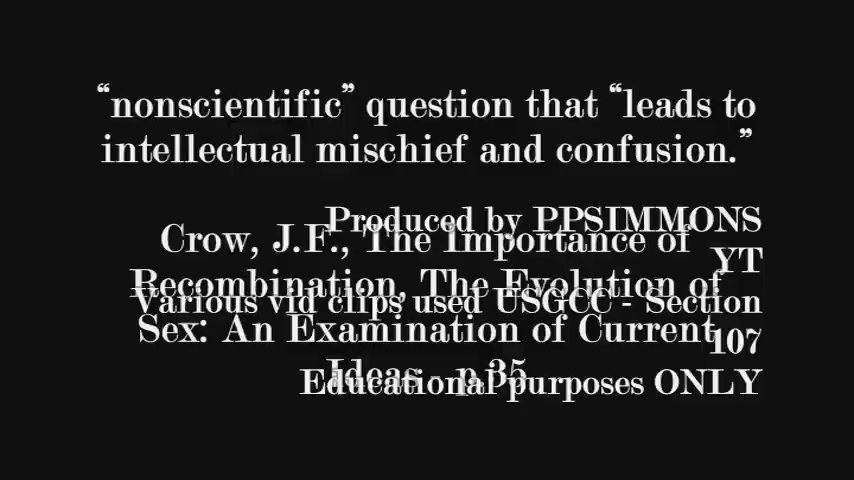 “nonscientific” question that “leads to
intellectual mischief and confusion.”
Produced by PPSIMMONS
YT
Crow, J.F., The Importance of
Recombination, The Evolution of
Various vid clips used USGCC - Section
107
Sex: An Examination of Current
Ideas - p.35
Educational purposes ONLY